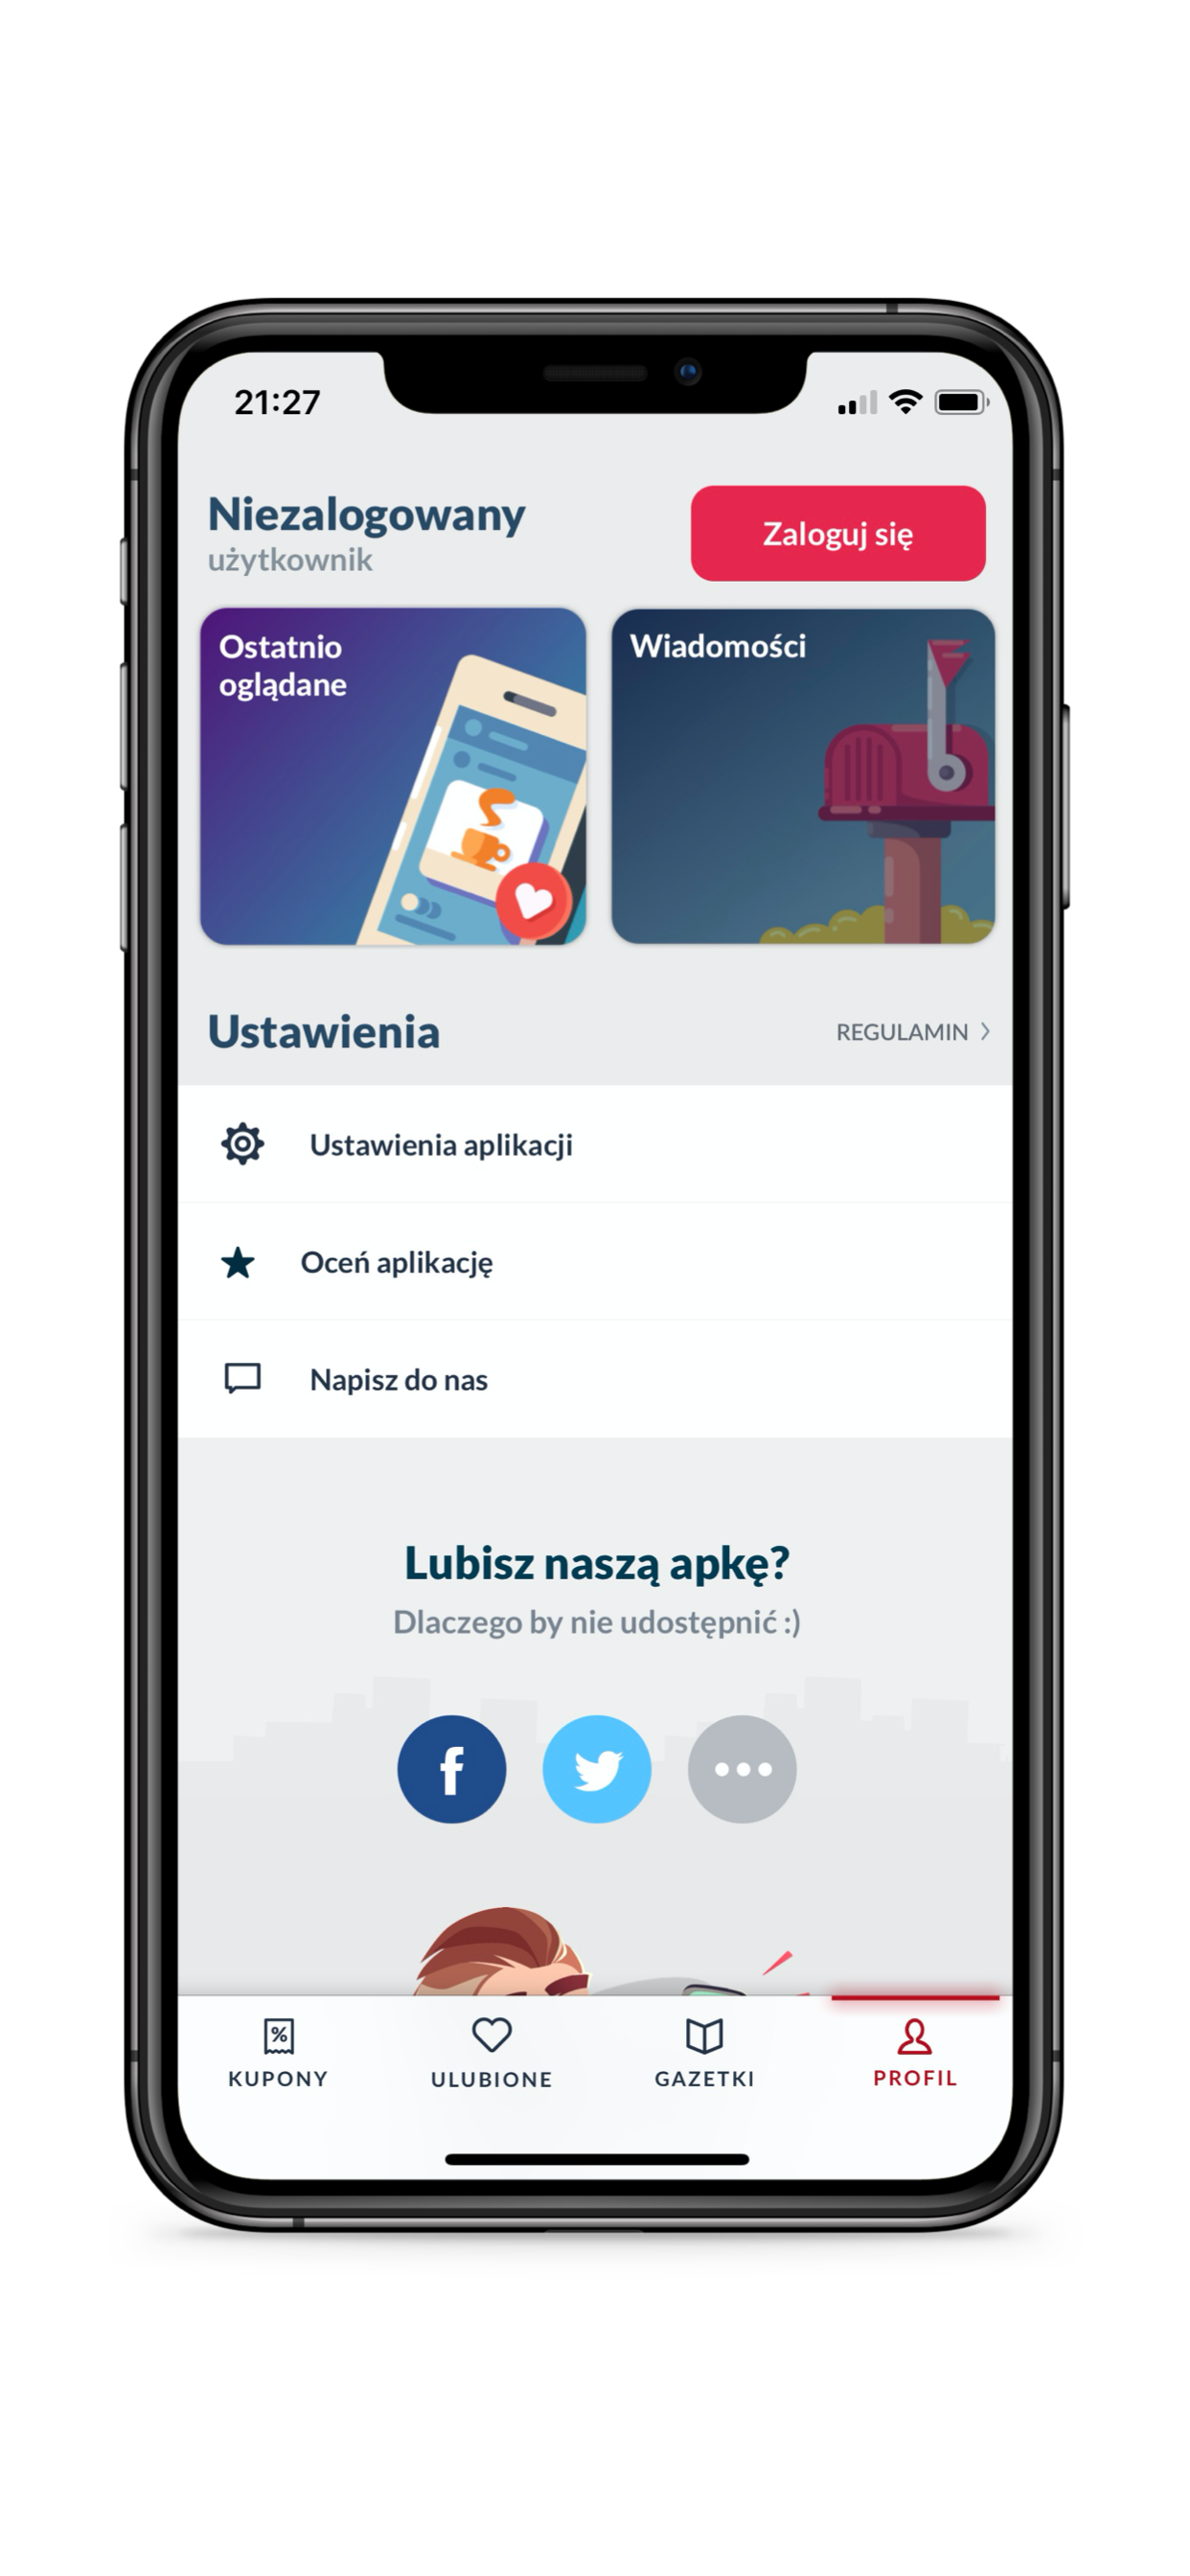 21:27
Niezalogowany
użytkownik
Zaloguj się
Ostatnio
oglądane
Wiadomości
Ustawienia
REGULAMIN
Ustawienia aplikacji
Oceń aplikację
Napisz do nas
Lubisz naszą apkę?
Dlaczego by nie udostępnić :)
KUPONY
ULUBIONE
GAZETKI
PROFIL